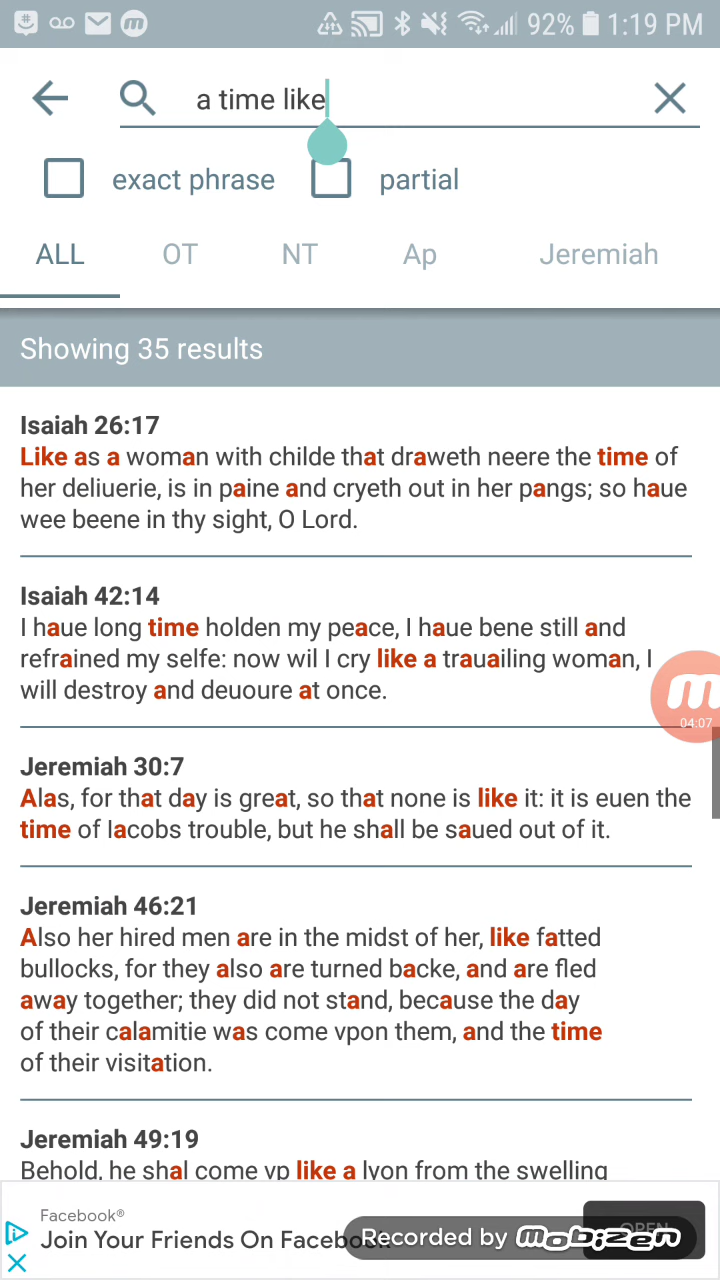 92% 1:19 PM
a time like
exact phrase partial
ALL OT NT Ap Jeremiah
Showing 35 results
Isaiah 26:17
Like as a woman with childe that draweth neere the time of
her deliuerie, is in paine and cryeth out in her pangs; so haue
wee beene in thy sight, O Lord.
Isaiah 42:14
I haue long time holden my peace, I haue bene still and
refrained my selfe: now wil I cry like a trauailing woman, I
will destroy and deuoure at once.
04:07
Jeremiah 30:7
Alas, for that day is great, so that none is like it: it is euen the
time of Iacobs trouble, but he shall be saued out of it.
Jeremiah 46:21
Also her hired men are in the midst of her, like fatted
bullocks, for they also are turned backe, and are fled
away together; they did not stand, because the day
of their calamitie was come vpon them, and the time
of their visitation.
Jeremiah 49:19
Behold, he shal come vp like a lyon from the swelling
Facebook®
Join Your Friends On Facebook
OPEN
Recorded by mobizen